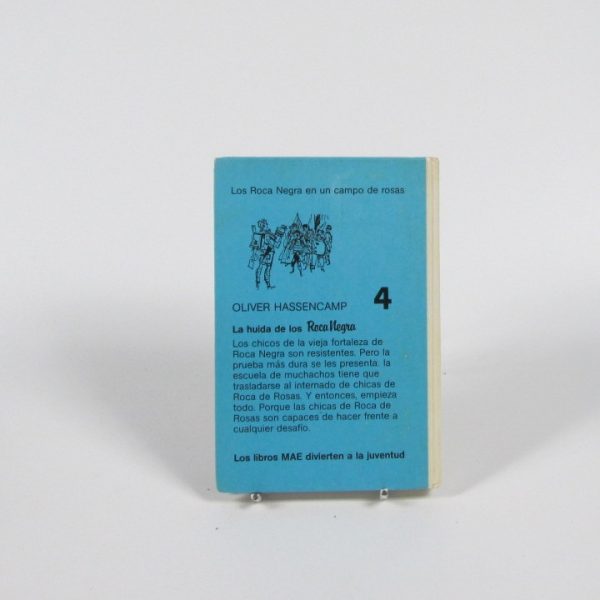 Los Roca Negra en un campo de rosas
OLIVER HASSENCAMP 4
La huida de los Roca Negra
Los chicos de la vieja fortaleza de
Roca Negra son resistentes. Pero la
prueba más dura se les presenta. la
escuela de muchachos tiene que
trasladarse al internado de chicas de
Roca de Rosas. Y entonces, empieza
todo. Porque las chicas de Roca de
Rosas son capaces de hacer frente a
cualquier desafío.
Los libros MAE divierten a la juventud